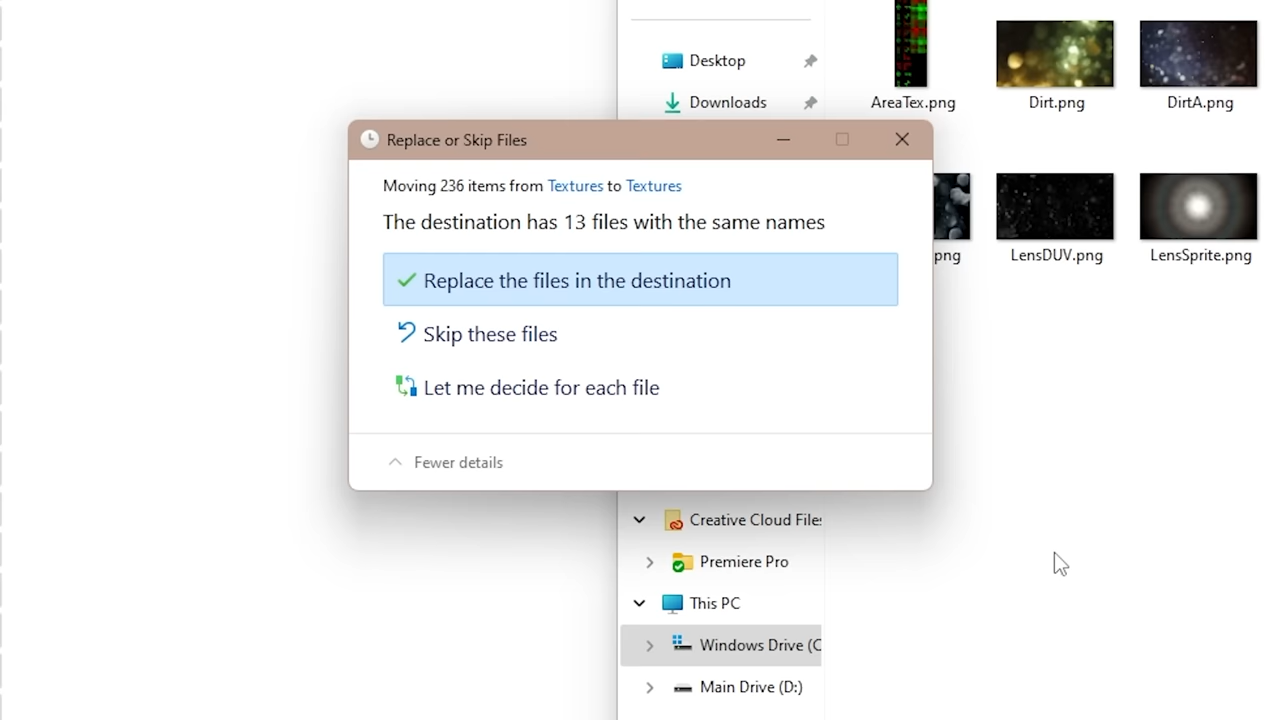 Desktop
Downloads
AreaTex.png
Dirt.png
DirtA.png
Replace or Skip Files
Moving 236 items from Textures to Textures
The destination has 13 files with the same names
Replace the files in the destination
Skip these files
Let me decide for each file
Fewer details
png
LensDUV.png
LensSprite.png
Creative Cloud Files
Premiere Pro
This PC
Windows Drive (C
Main Drive (D:)